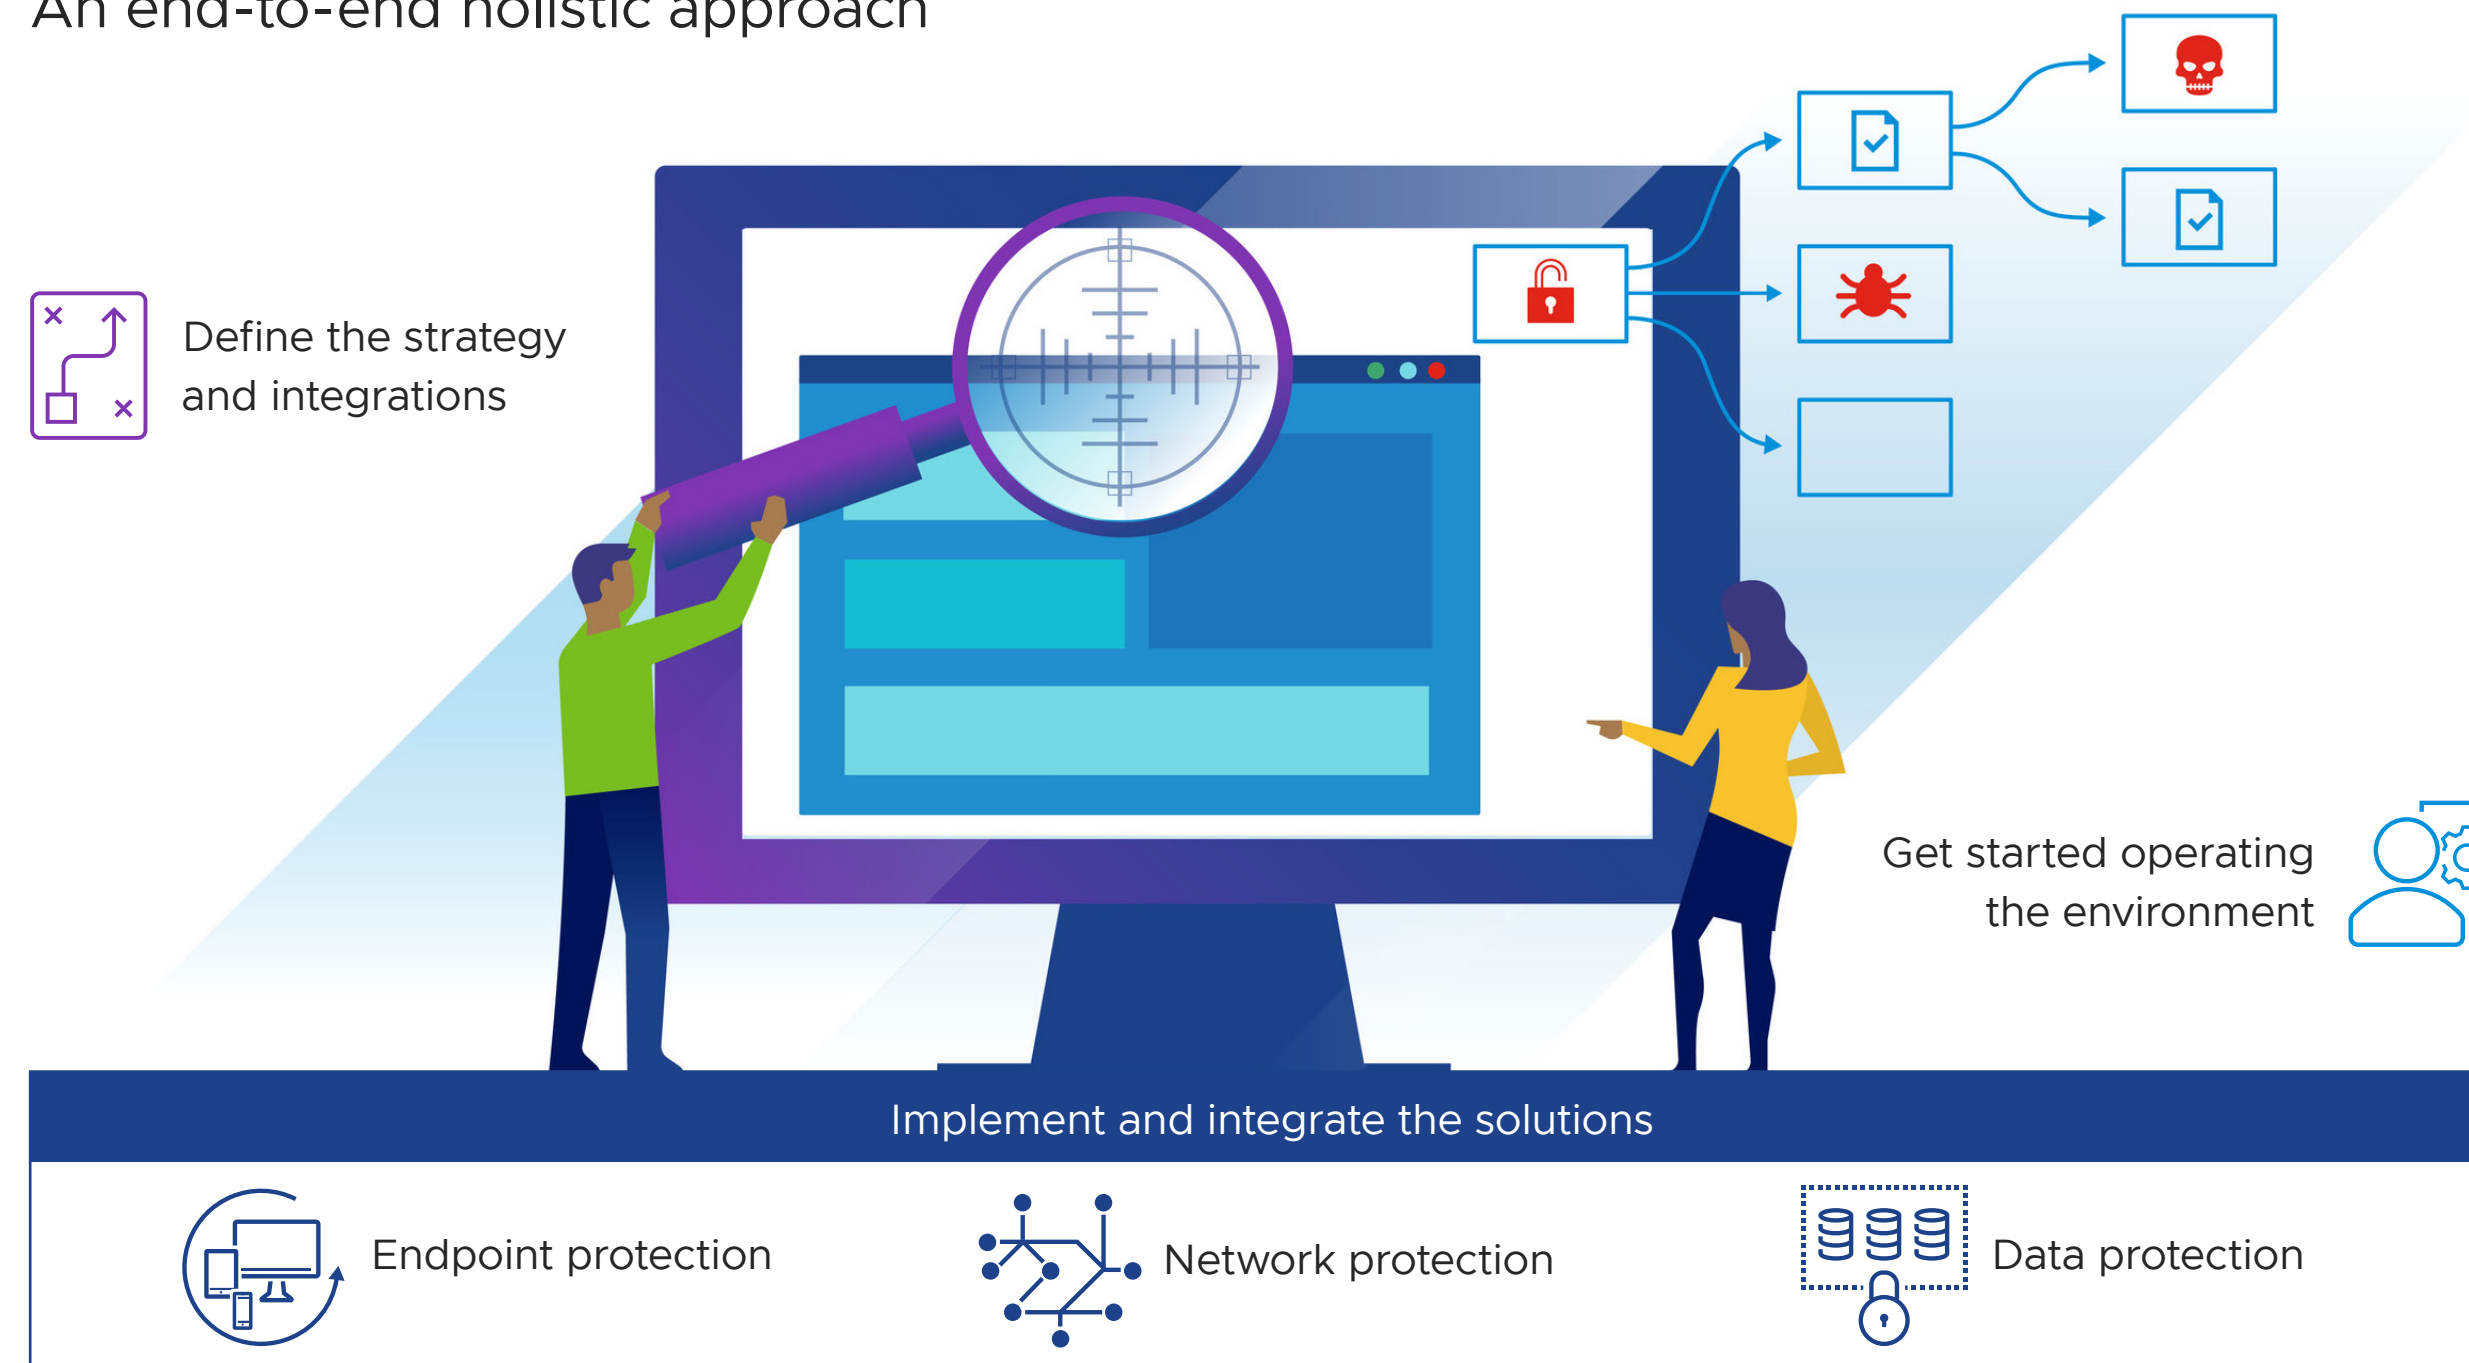 An end-to-end holistic approach
Define the strategy
and integrations
Get started operating
the environment
Implement and integrate the solutions
Endpoint protection
Network protection
Data protection